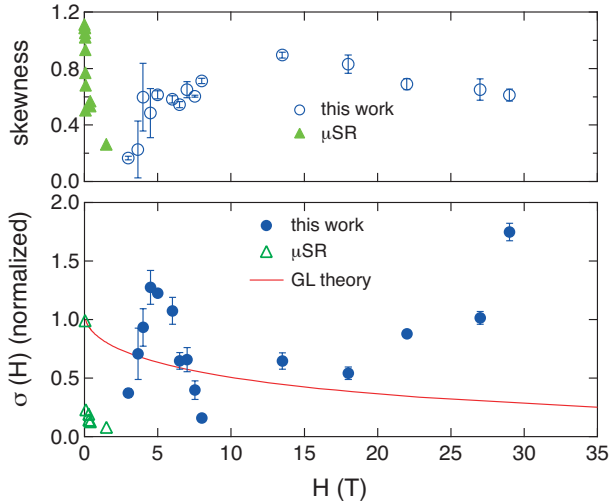 1.2
0.8
0.4
0.0
skewness
this work
μSR
2.0
1.5
1.0
0.5
0.0
σ (H) (normalized)
this work
μSR
GL theory
0 5 10 15 20 25 30 35
H (T)